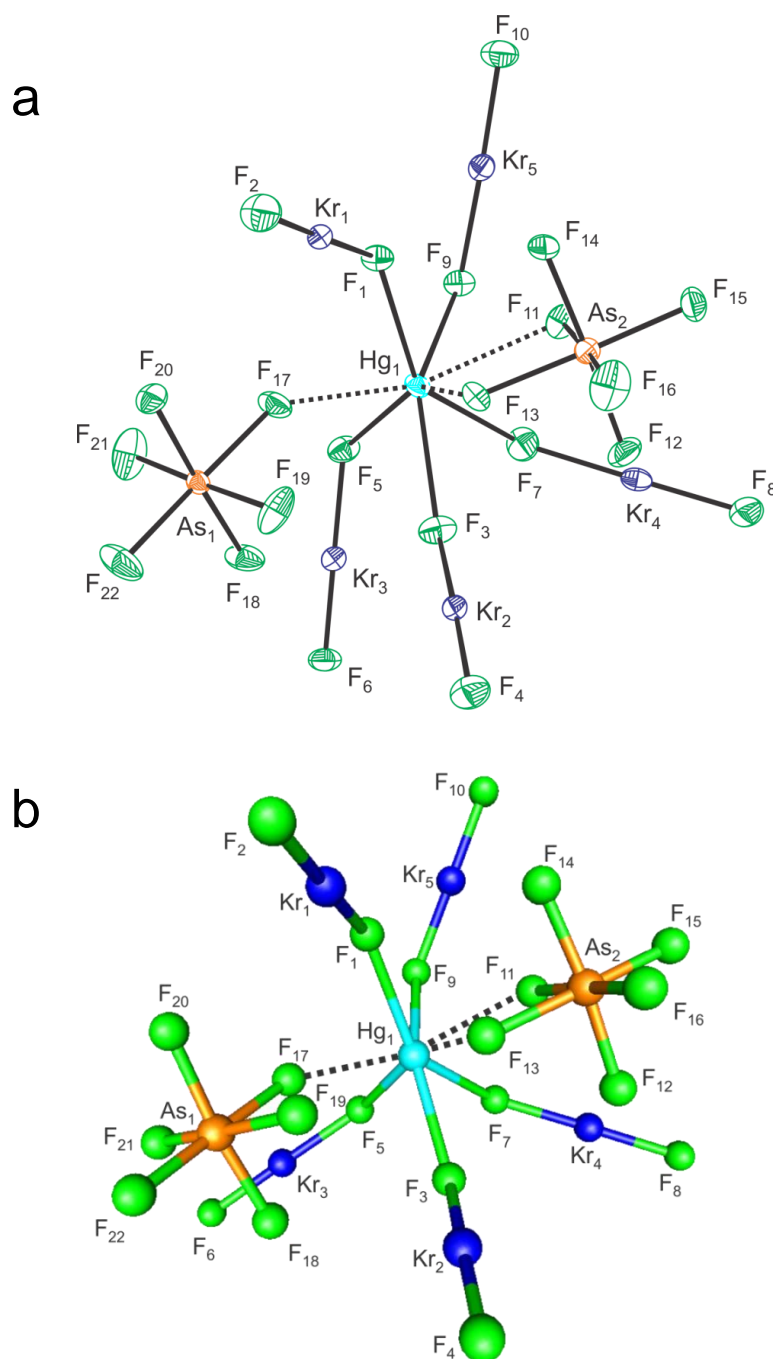 a
F₁₀
Kr₅
F₂
Kr₁
F₁
F₉
F₁₄
F₁₁
As₂
F₁₅
Hg₁
F₂₀
F₁₇
F₁₃
F₁₆
F₂₁
F₁₂
F₁₉
F₅
F₇
F₈
As₁
Kr₄
F₃
F₂₂
F₁₈
Kr₃
Kr₂
F₆
F₄
b
F₁₀
F₂
Kr₅
F₁₄
Kr₁
F₁₅
F₁
As₂
F₉
F₁₁
F₂₀
F₁₆
Hg₁
F₁₇
F₁₃
F₁₂
As₁
F₁₉
F₂₁
F₅
F₇
Kr₄
Kr₃
F₃
F₈
F₂₂
F₆
F₁₈
Kr₂
F₄